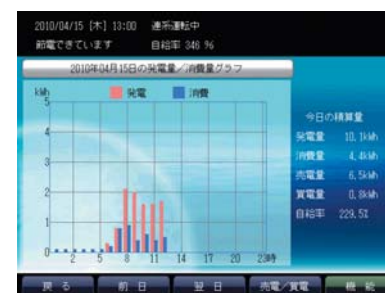 2010/04/15 [木] 13:00 連系運転中
節電できています 自給率 346 %
2010年04月15日の発電量／消費量グラフ
kWh 発電 消費
5
4
3
2
1
0
2 5 8 11 14 17 20 23時
今日の積算量
発電量 10.1kWh
消費量 4.4kWh
売電量 6.5kWh
買電量 0.8kWh
自給率 229.5%
戻る 前日 翌日 売電／買電 機能